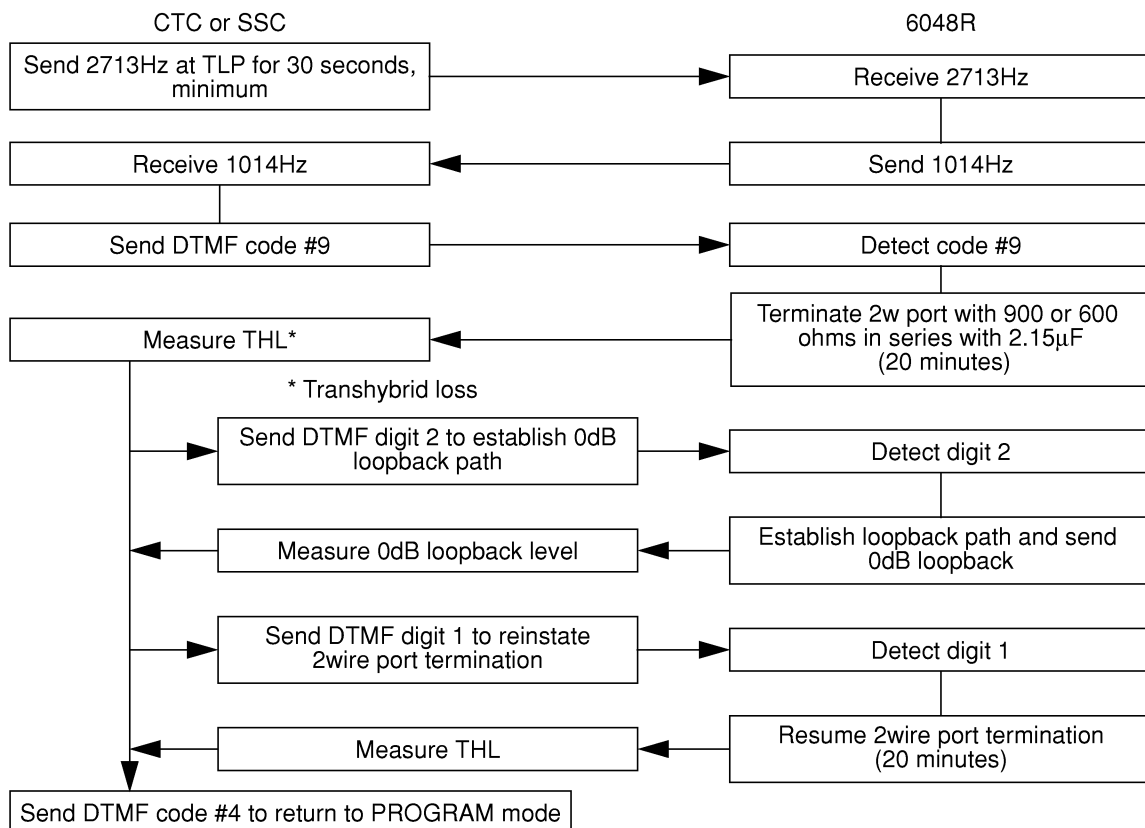 CTC or SSC
6048R
Send 2713Hz at TLP for 30 seconds,
minimum
Receive 2713Hz
Receive 1014Hz
Send 1014Hz
Send DTMF code #9
Detect code #9
Measure THL*
Terminate 2w port with 900 or 600
ohms in series with 2.15µF
(20 minutes)
* Transhybrid loss
Send DTMF digit 2 to establish 0dB
loopback path
Detect digit 2
Measure 0dB loopback level
Establish loopback path and send
0dB loopback
Send DTMF digit 1 to reinstate
2wire port termination
Detect digit 1
Measure THL
Resume 2wire port termination
(20 minutes)
Send DTMF code #4 to return to PROGRAM mode